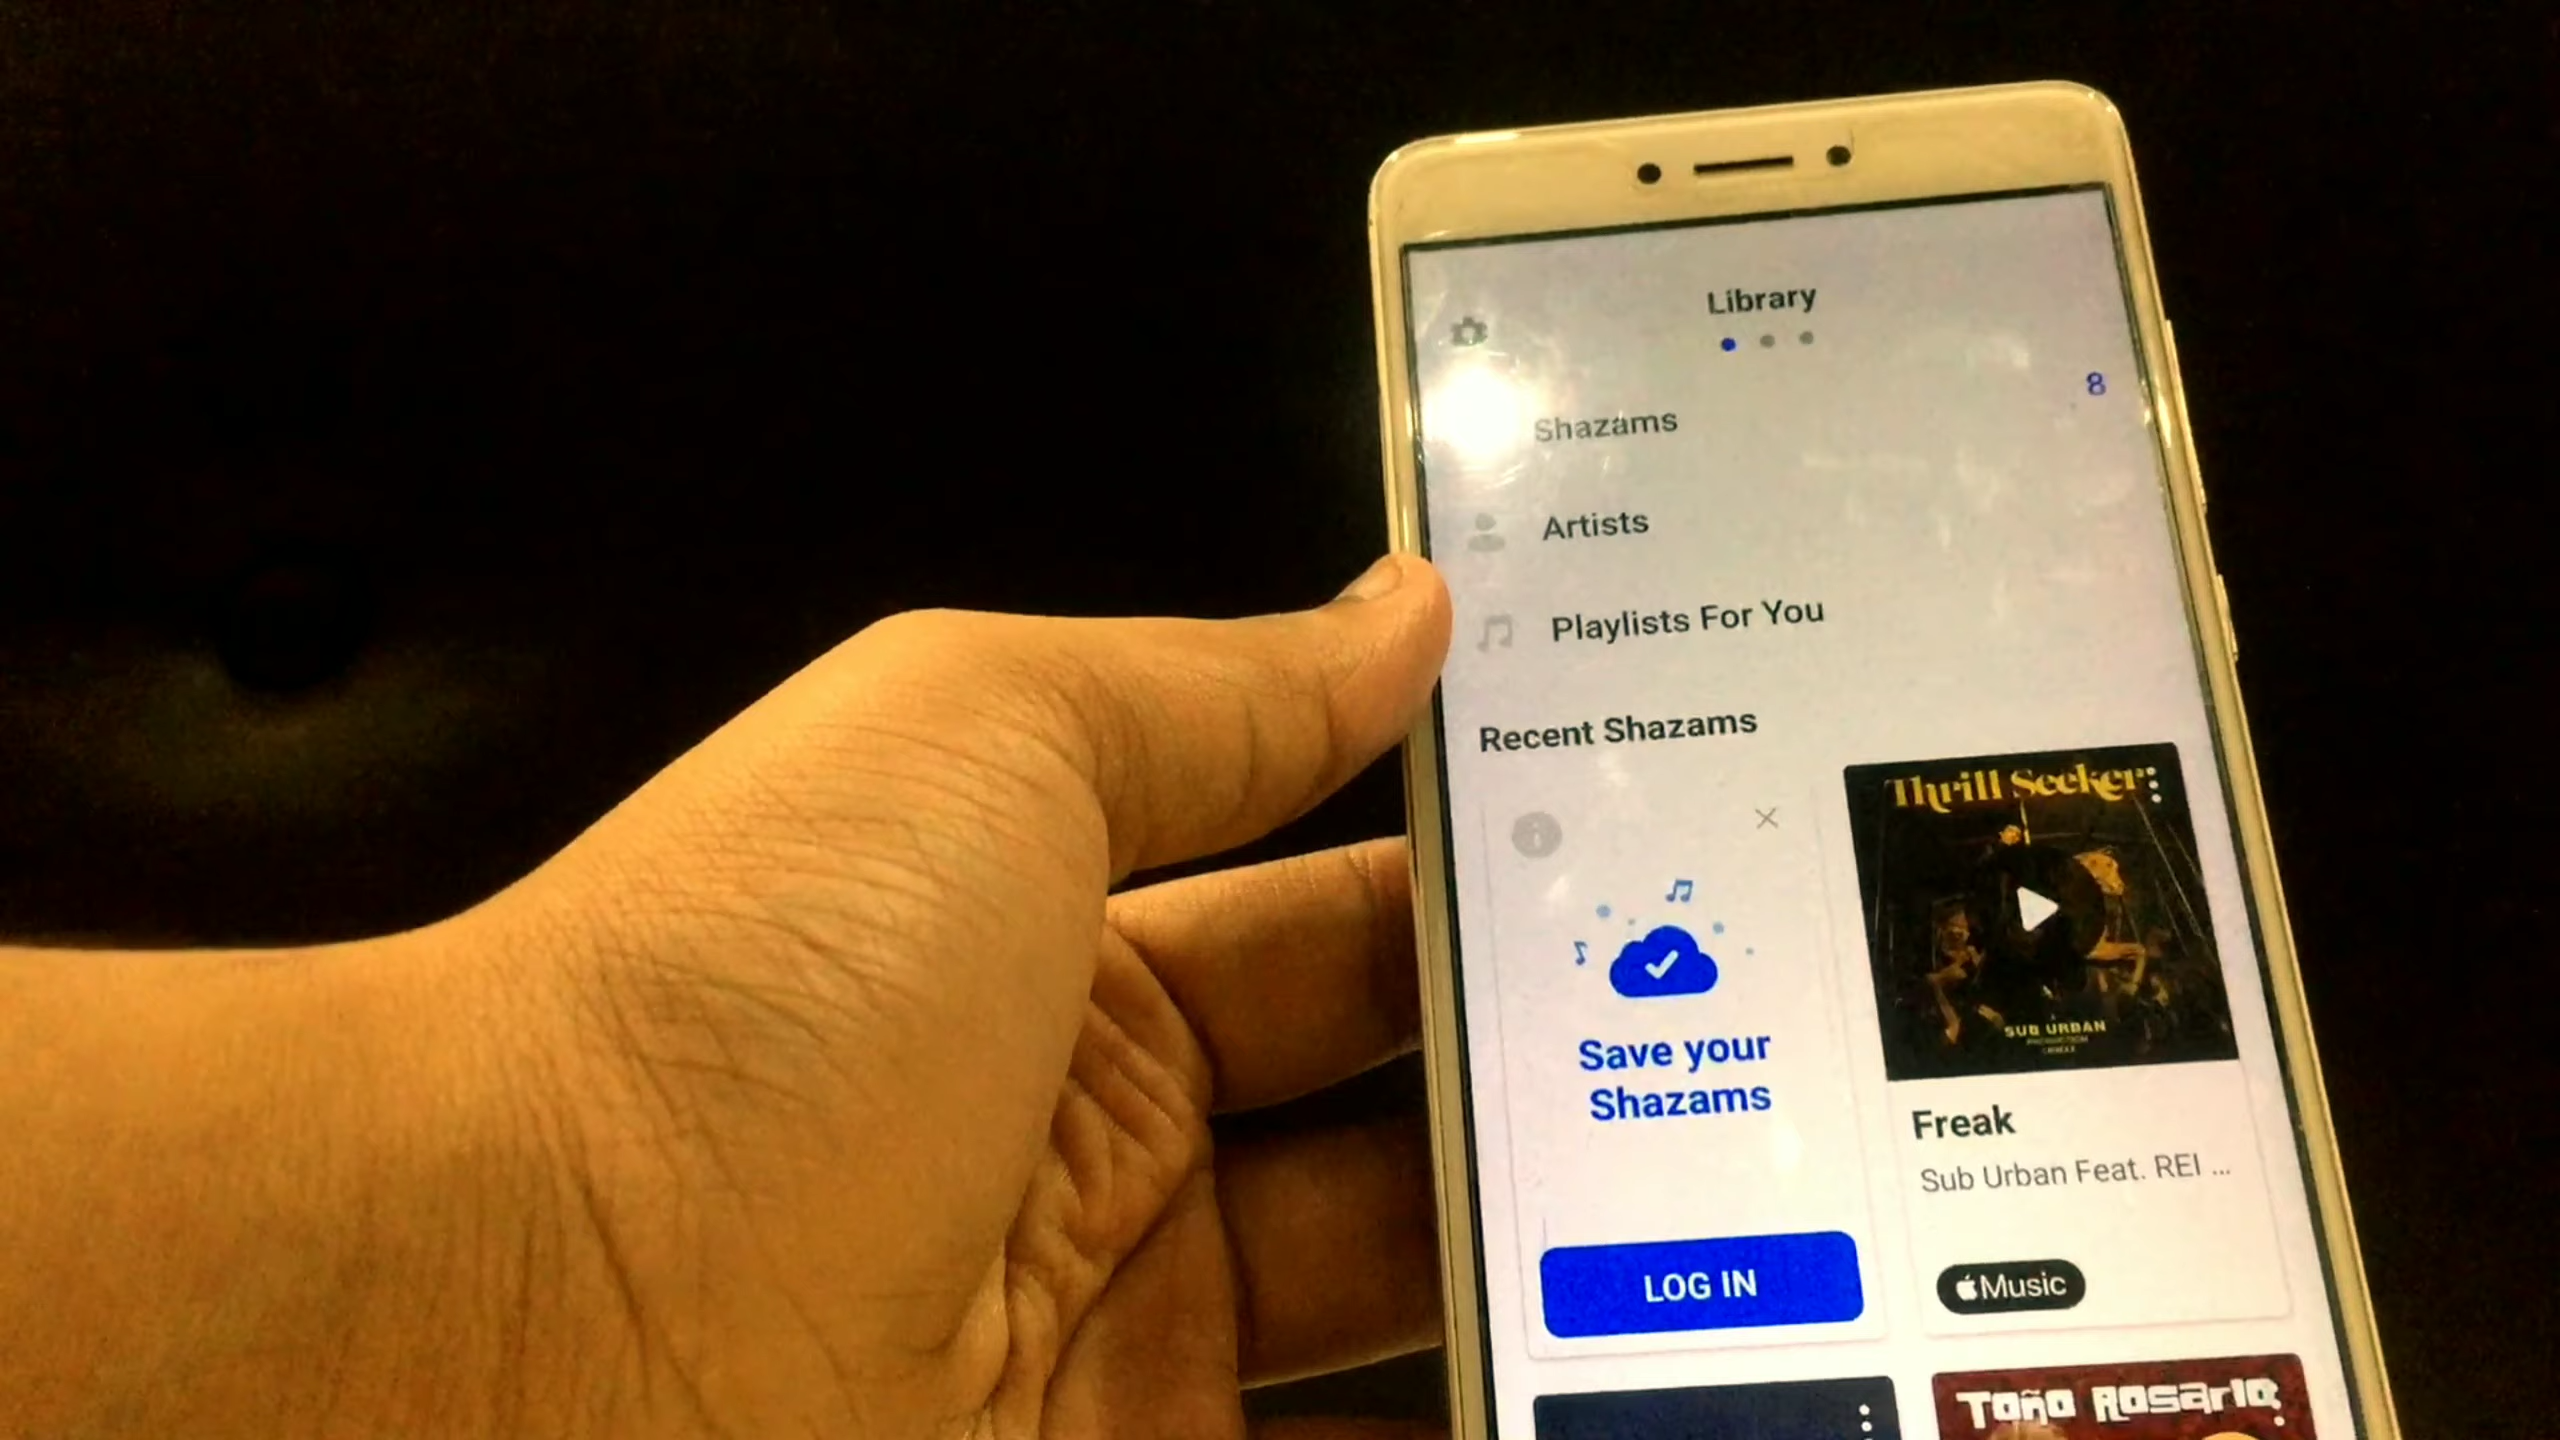 Library
Shazams
8
Artists
Playlists For You
Recent Shazams
Thrill Seeker
SUB URBAN
Save your
Shazams
Freak
Sub Urban Feat. REI ...
LOG IN
Music
Toño Rosario